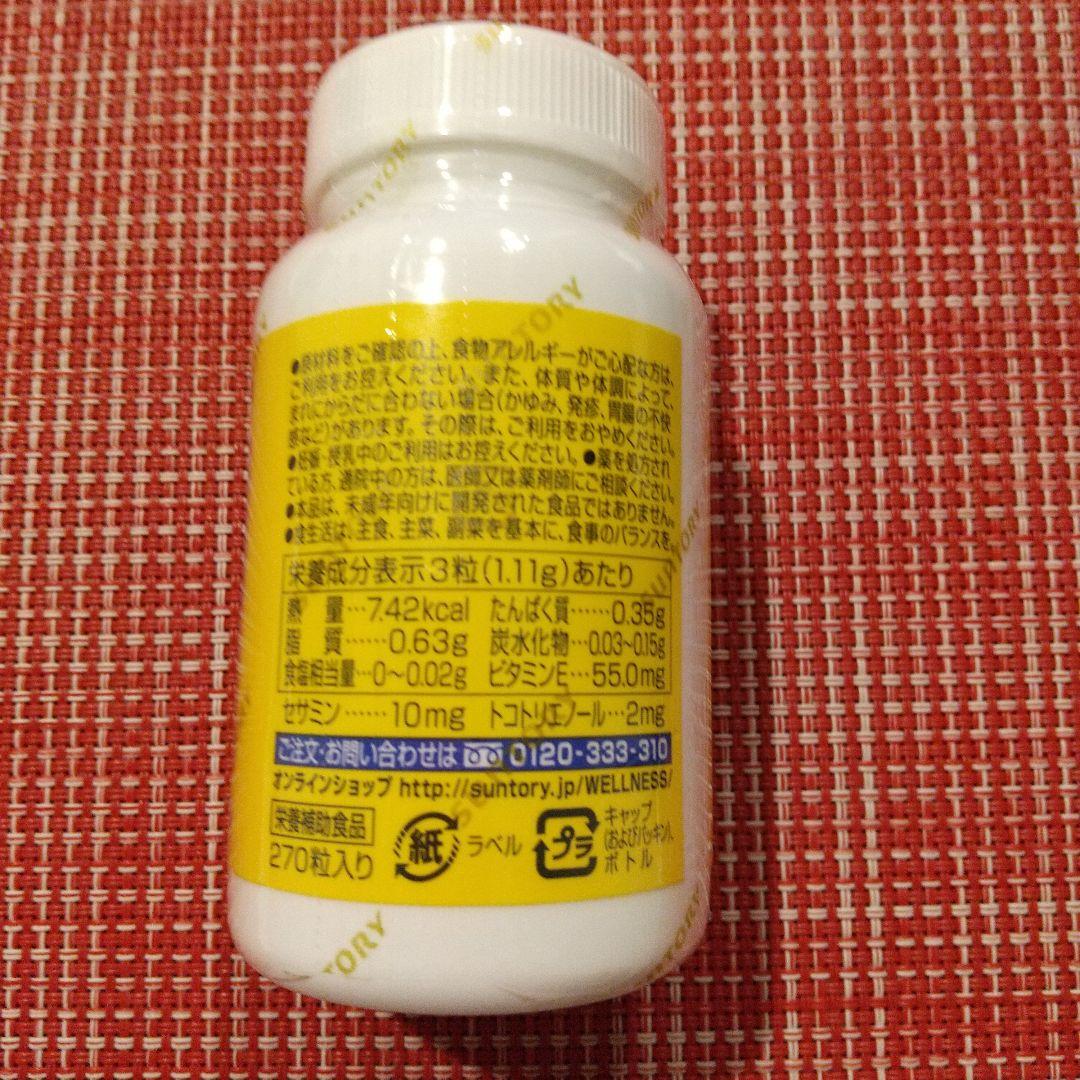 SUNTORY
SUNTORY
SUNTORY
●原材料をご確認の上、食物アレルギーがご心配な方は、
ご利用をお控えください。また、体質や体調によって、
まれにからだに合わない場合(かゆみ、発疹、胃腸の不快
感など)があります。その際は、ご利用をおやめください。
●妊娠・授乳中のご利用はお控えください。●薬を処方され
ている方、通院中の方は、医師又は薬剤師にご相談ください。
●本品は、未成年向けに開発された食品ではありません。
●食生活は、主食、主菜、副菜を基本に、食事のバランスを。
栄養成分表示3粒(1.11g)あたり
熱 量…7.42kcal たんぱく質……0.35g
脂 質……0.63g 炭水化物…0.03~0.15g
食塩相当量…0~0.02g ビタミンE…55.0mg
セサミン……10mg トコトリエノール…2mg
ご注文・お問い合わせは 0120-333-310
オンラインショップ http://suntory.jp/WELLNESS/
栄養補助食品
270粒入り
紙 ラベル
プラ キャップ
(およびパッキン)、
ボトル